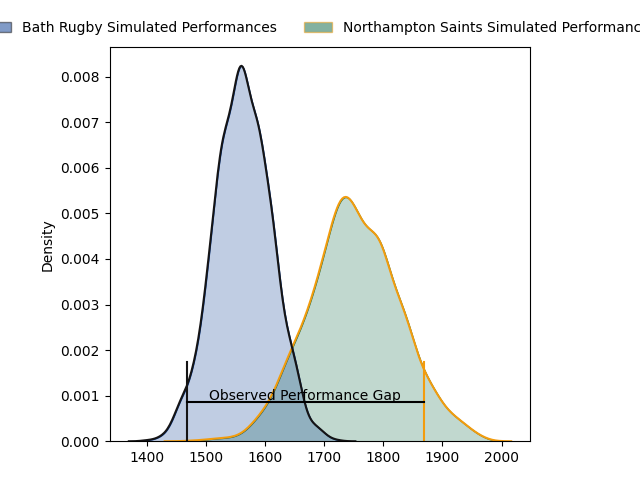 Bath Rugby Simulated Performances
Northampton Saints Simulated
Density
0.008
0.007
0.006
0.005
0.004
0.003
0.002
0.001
0.000
Observed Performance Gap
1400 1500 1600 1700 1800 1900 2000